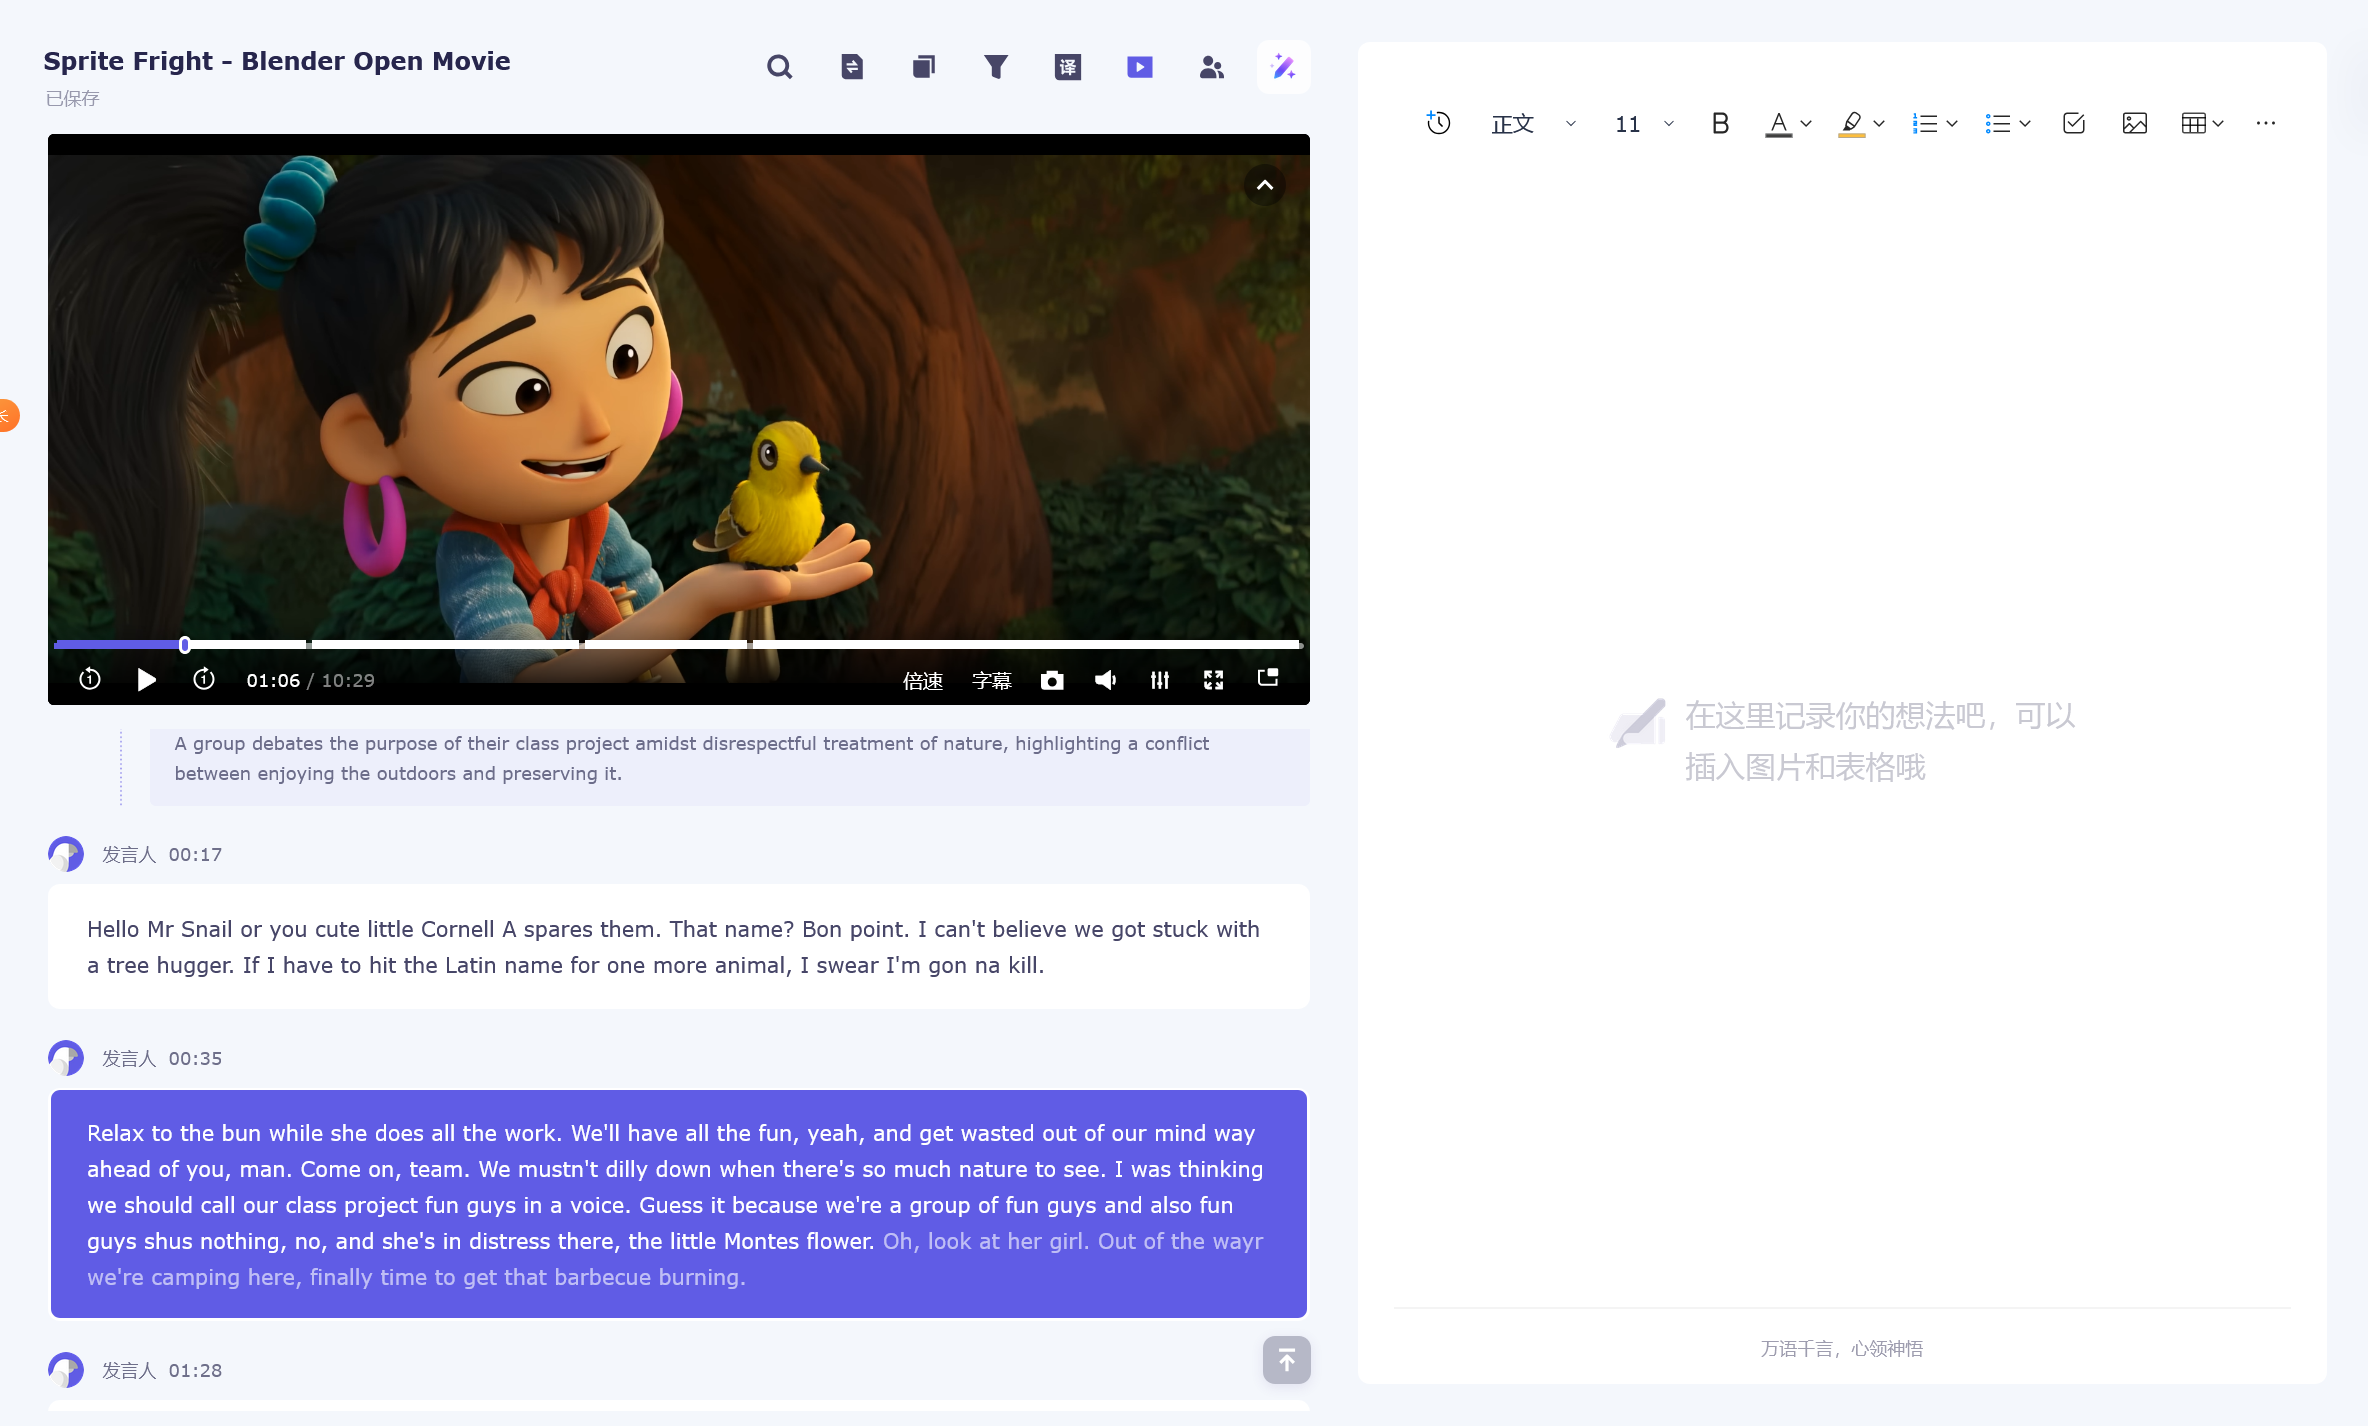 Sprite Fright – Blender Open Movie
已保存
译
正文
11
B
A
长
1
1
01:06 / 10:29
倍速
字幕
A group debates the purpose of their class project amidst disrespectful treatment of nature, highlighting a conflict
between enjoying the outdoors and preserving it.
发言人 00:17
Hello Mr Snail or you cute little Cornell A spares them. That name? Bon point. I can't believe we got stuck with
a tree hugger. If I have to hit the Latin name for one more animal, I swear I'm gon na kill.
发言人 00:35
Relax to the bun while she does all the work. We'll have all the fun, yeah, and get wasted out of our mind way
ahead of you, man. Come on, team. We mustn't dilly down when there's so much nature to see. I was thinking
we should call our class project fun guys in a voice. Guess it because we're a group of fun guys and also fun
guys shus nothing, no, and she's in distress there, the little Montes flower. Oh, look at her girl. Out of the wayr
we're camping here, finally time to get that barbecue burning.
发言人 01:28
在这里记录你的想法吧，可以
插入图片和表格哦
万语千言，心领神悟